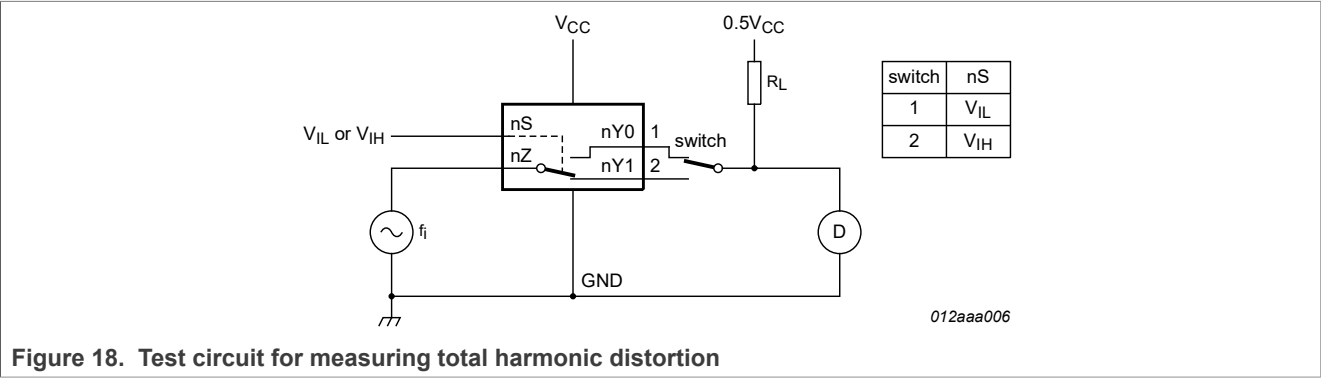 VCC
0.5VCC
RL
switch nS
1 VIL
2 VIH
VIL or VIH
nS
nZ
nY0 1
nY1 2
switch
fi
D
GND
012aaa006
Figure 18. Test circuit for measuring total harmonic distortion